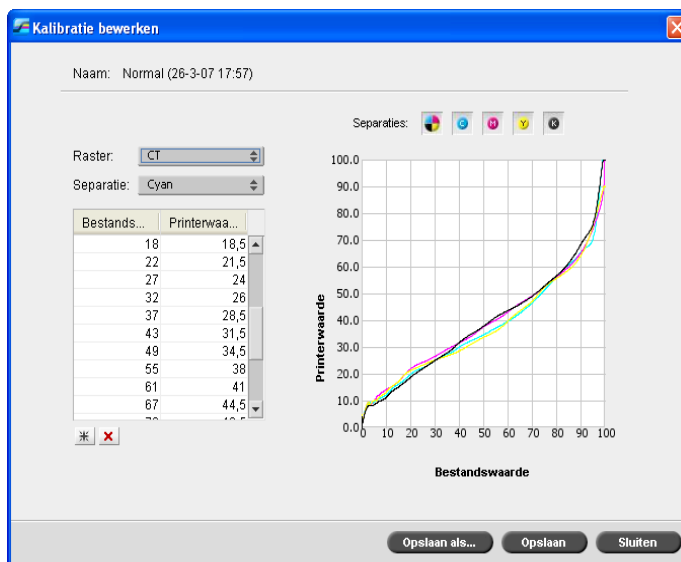 Kalibratie bewerken
Naam: Normal (26-3-07 17:57)
Separaties: C M Y K
Raster: CT
Separatie: Cyan
Bestands... Printerwaa...
18 18,5
22 21,5
27 24
32 26
37 28,5
43 31,5
49 34,5
55 38
61 41
67 44,5
100.0
90.0
80.0
70.0
60.0
50.0
40.0
30.0
20.0
10.0
0.0
Printerwaarde
0 10 20 30 40 50 60 70 80 90 100
Bestandswaarde
Opslaan als... Opslaan Sluiten